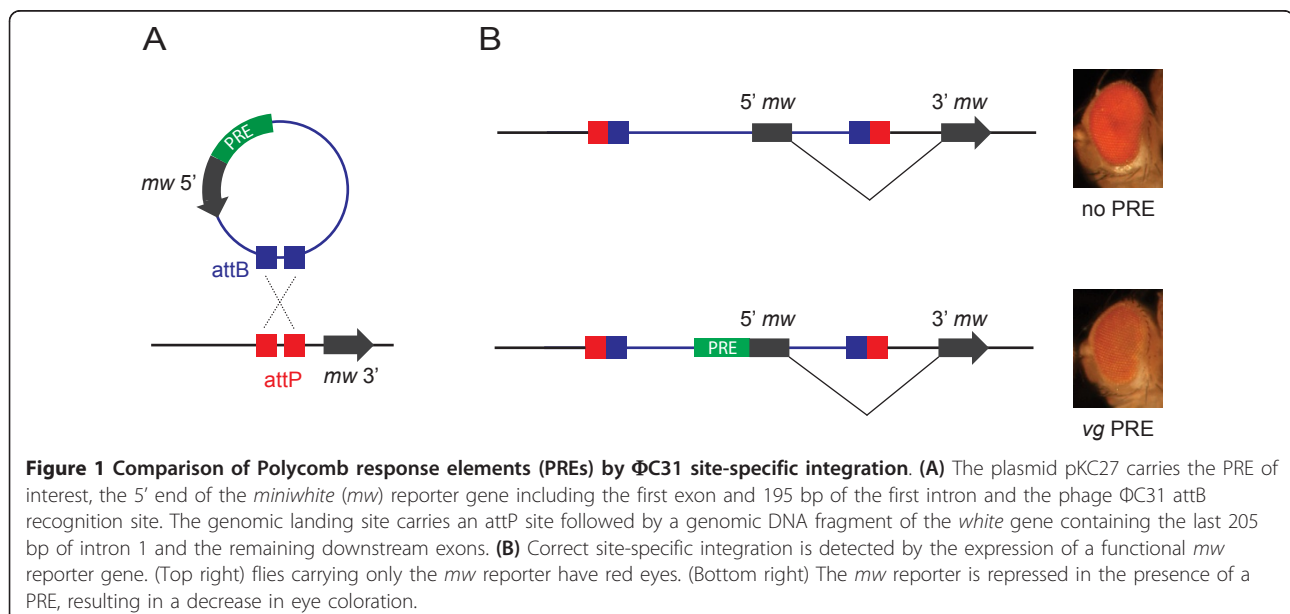 A
B
PRE
mw 5'
attB
attP
mw 3'
5' mw
3' mw
no PRE
5' mw
3' mw
PRE
vg PRE
Figure 1 Comparison of Polycomb response elements (PREs) by ΦC31 site-specific integration. (A) The plasmid pKC27 carries the PRE of
interest, the 5' end of the miniwhite (mw) reporter gene including the first exon and 195 bp of the first intron and the phage ΦC31 attB
recognition site. The genomic landing site carries an attP site followed by a genomic DNA fragment of the white gene containing the last 205
bp of intron 1 and the remaining downstream exons. (B) Correct site-specific integration is detected by the expression of a functional mw
reporter gene. (Top right) flies carrying only the mw reporter have red eyes. (Bottom right) The mw reporter is repressed in the presence of a
PRE, resulting in a decrease in eye coloration.